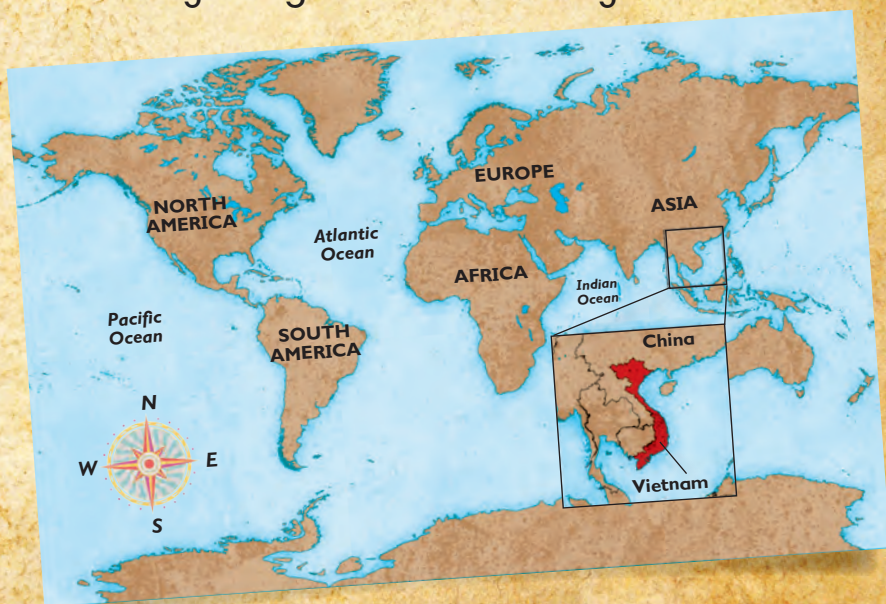 NORTH
AMERICA
EUROPE
ASIA
Atlantic
Ocean
AFRICA
Indian
Ocean
Pacific
Ocean
SOUTH
AMERICA
China
Vietnam
N
W
E
S